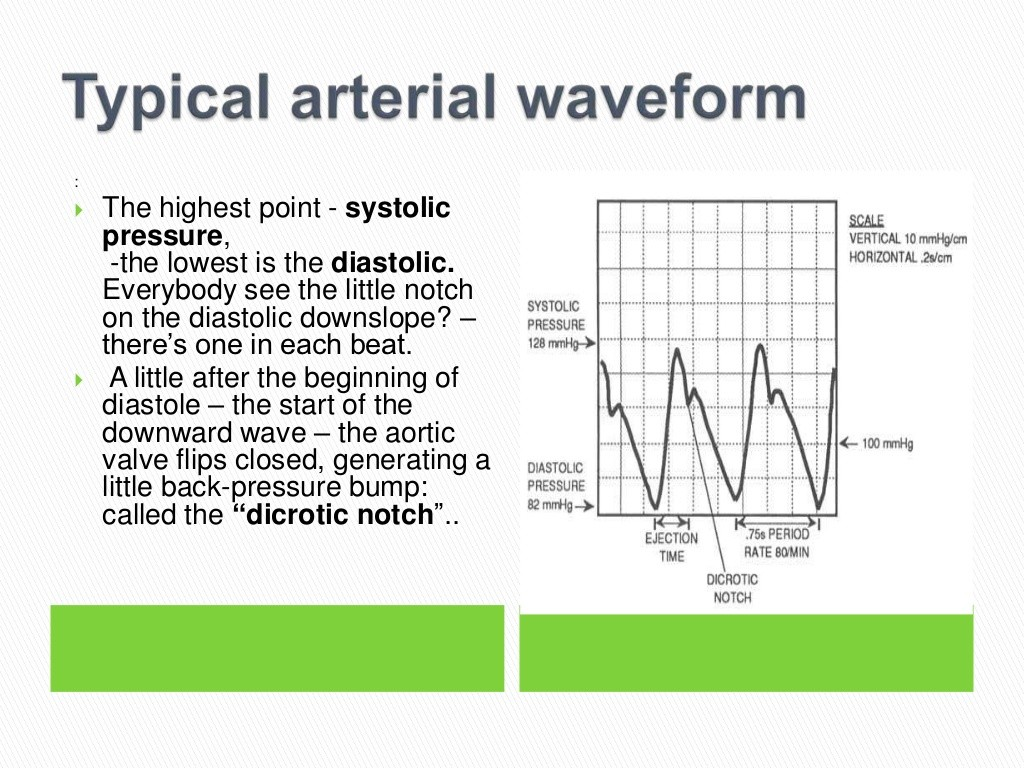 Typical arterial waveform
:
The highest point - systolic
pressure,
-the lowest is the diastolic.
Everybody see the little notch
on the diastolic downslope? –
there’s one in each beat.
A little after the beginning of
diastole – the start of the
downward wave – the aortic
valve flips closed, generating a
little back-pressure bump:
called the “dicrotic notch”..
SCALE
VERTICAL 10 mmHg/cm
HORIZONTAL .2s/cm
SYSTOLIC
PRESSURE
128 mmHg
100 mmHg
DIASTOLIC
PRESSURE
82 mmHg
EJECTION
TIME
.75s PERIOD
RATE 80/MIN
DICROTIC
NOTCH